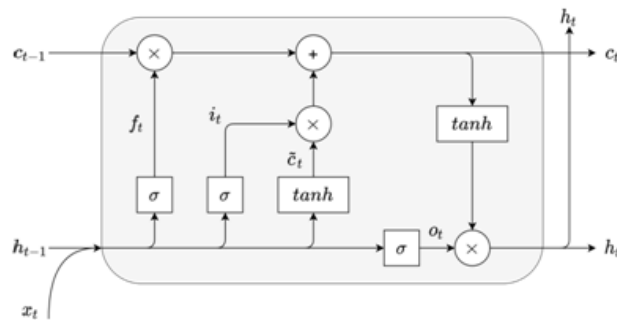 h_t
c_{t-1} × + c_t
i_t × tanh
f_t
c̃_t
σ σ tanh
o_t
h_{t-1} σ × h_t
x_t